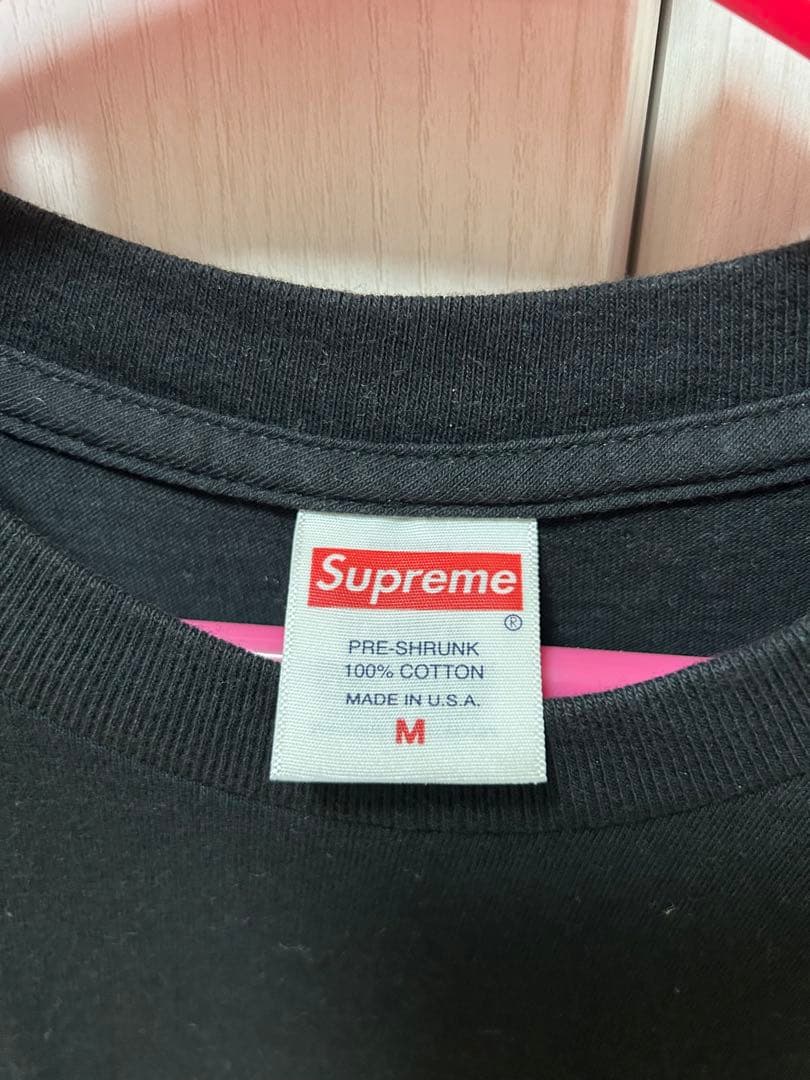 Supreme
®
PRE-SHRUNK
100% COTTON
MADE IN U.S.A.
M